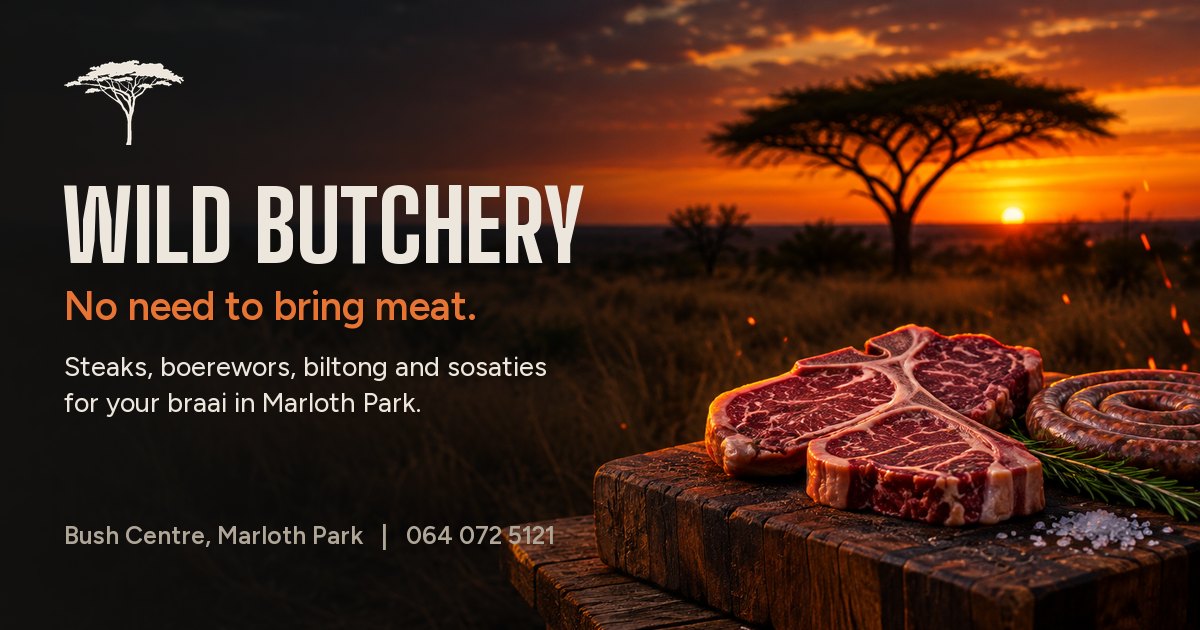 WILD BUTCHERY
No need to bring meat.
Steaks, boerewors, biltong and sosaties
for your braai in Marloth Park.
Bush Centre, Marloth Park | 064 072 5121